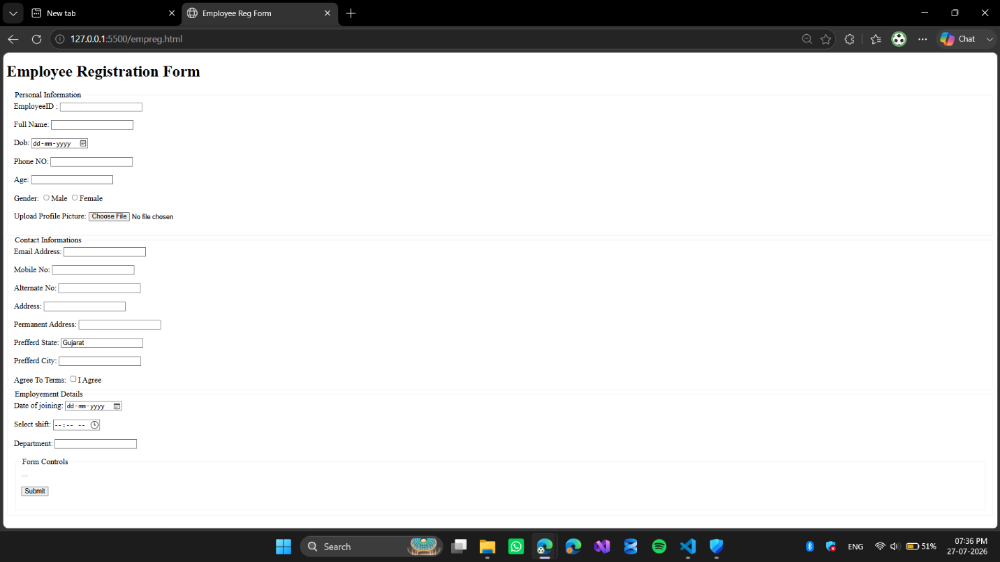 New tab
Employee Reg Form
127.0.0.1:5500/empreg.html
Chat
Employee Registration Form
Personal Information
EmployeeID :
Full Name:
Dob: dd-mm-yyyy
Phone NO:
Age:
Gender: Male Female
Upload Profile Picture: Choose File No file chosen
Contact Informations
Email Address:
Mobile No:
Alternate No:
Address:
Permanent Address:
Prefferd State: Gujarat
Prefferd City:
Agree To Terms: I Agree
Employement Details
Date of joining: dd-mm-yyyy
Select shift: --:-- --
Department:
Form Controls
Submit
Search
ENG
51%
07:36 PM
27-07-2026